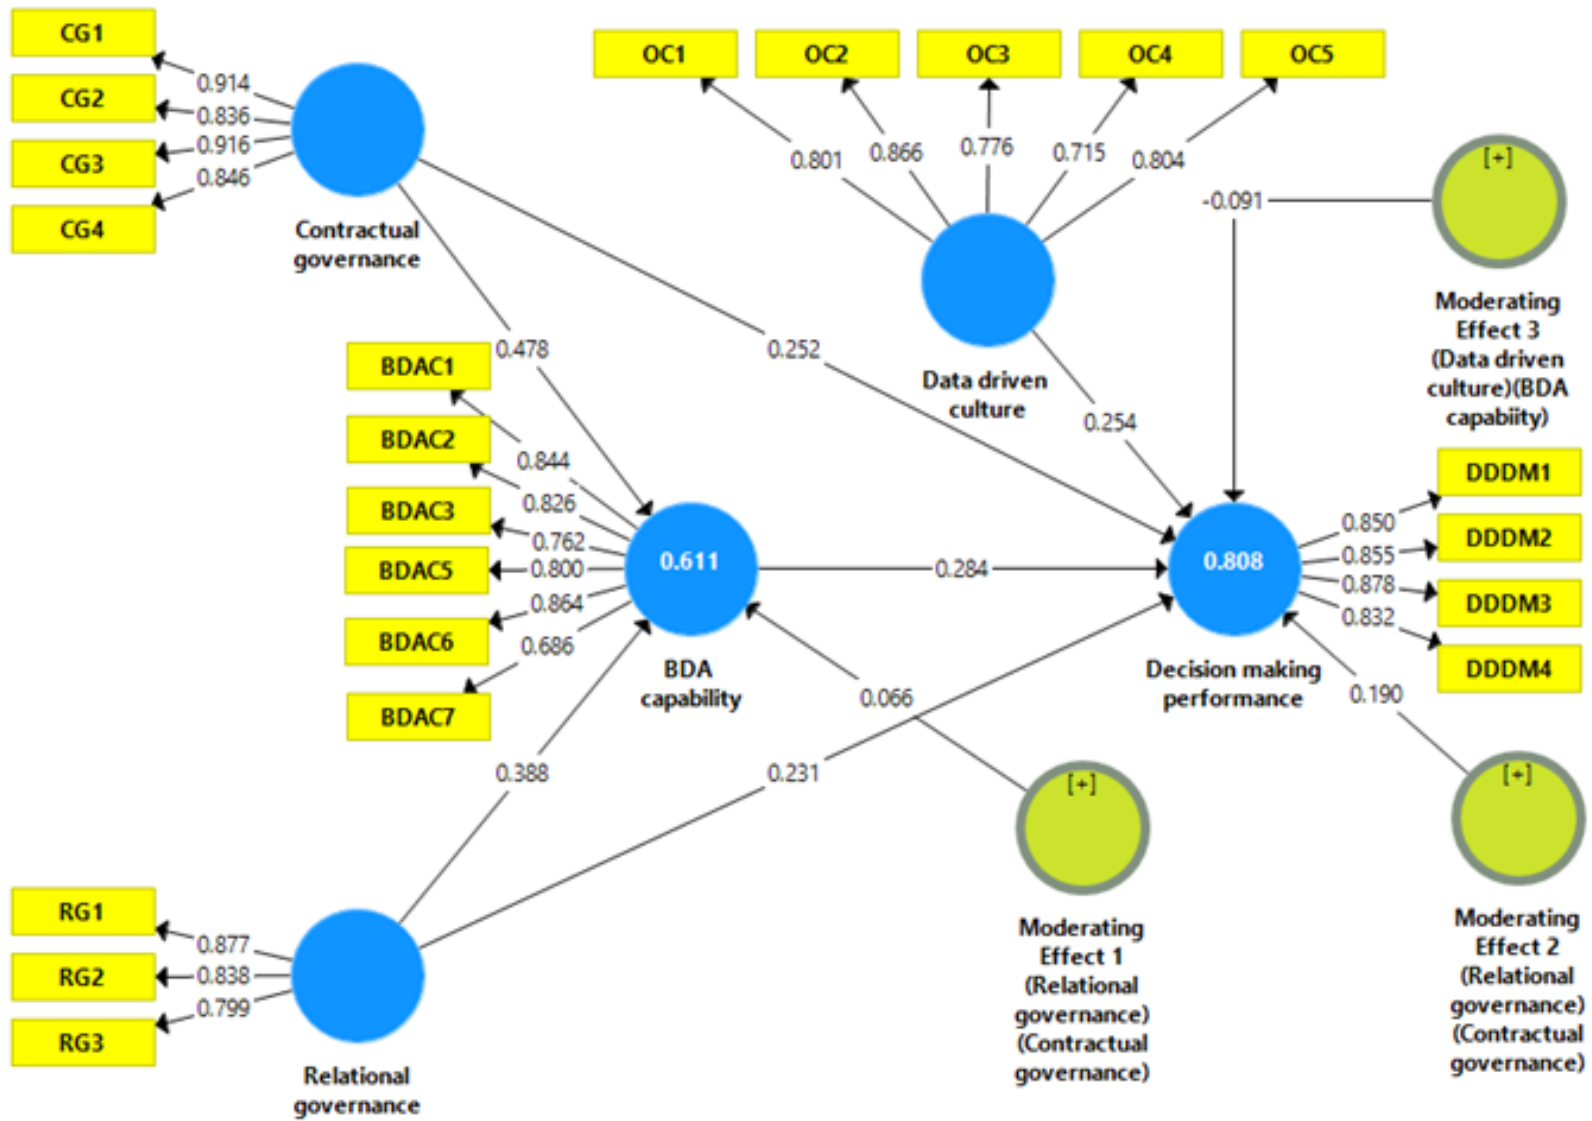 CG1
CG2
CG3
CG4
0.914
0.836
0.916
0.846
Contractual
governance
OC1
OC2
OC3
OC4
OC5
0.801
0.866
0.776
0.715
0.804
Data driven
culture
[+]
-0.091
Moderating
Effect 3
(Data driven
culture)(BDA
capabiity)
0.478
0.252
0.254
BDAC1
BDAC2
BDAC3
BDAC5
BDAC6
BDAC7
0.844
0.826
0.762
0.800
0.864
0.686
0.611
BDA
capability
0.284
0.808
Decision making
performance
DDDM1
DDDM2
DDDM3
DDDM4
0.850
0.855
0.878
0.832
0.066
0.190
0.388
0.231
RG1
RG2
RG3
0.877
0.838
0.799
Relational
governance
[+]
Moderating
Effect 1
(Relational
governance)
(Contractual
governance)
[+]
Moderating
Effect 2
(Relational
governance)
(Contractual
governance)